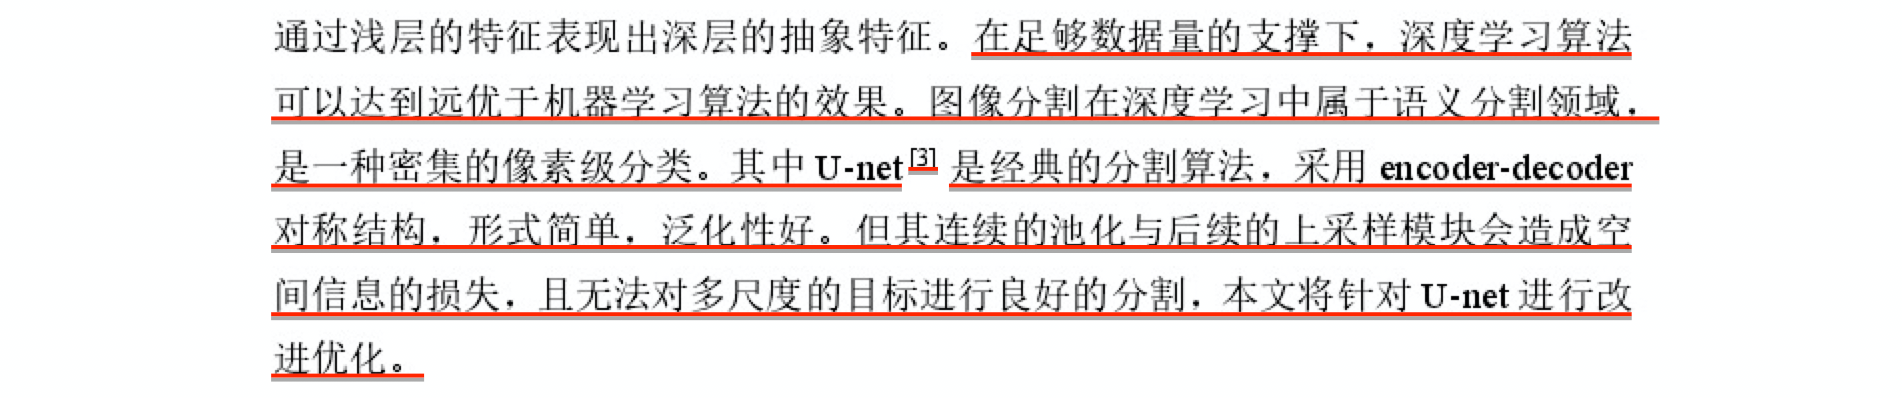 通过浅层的特征表现出深层的抽象特征。在足够数据量的支撑下，深度学习算法
可以达到远优于机器学习算法的效果。图像分割在深度学习中属于语义分割领域，
是一种密集的像素级分类。其中 U-net[3] 是经典的分割算法，采用 encoder-decoder
对称结构，形式简单，泛化性好。但其连续的池化与后续的上采样模块会造成空
间信息的损失，且无法对多尺度的目标进行良好的分割，本文将针对 U-net 进行改
进优化。